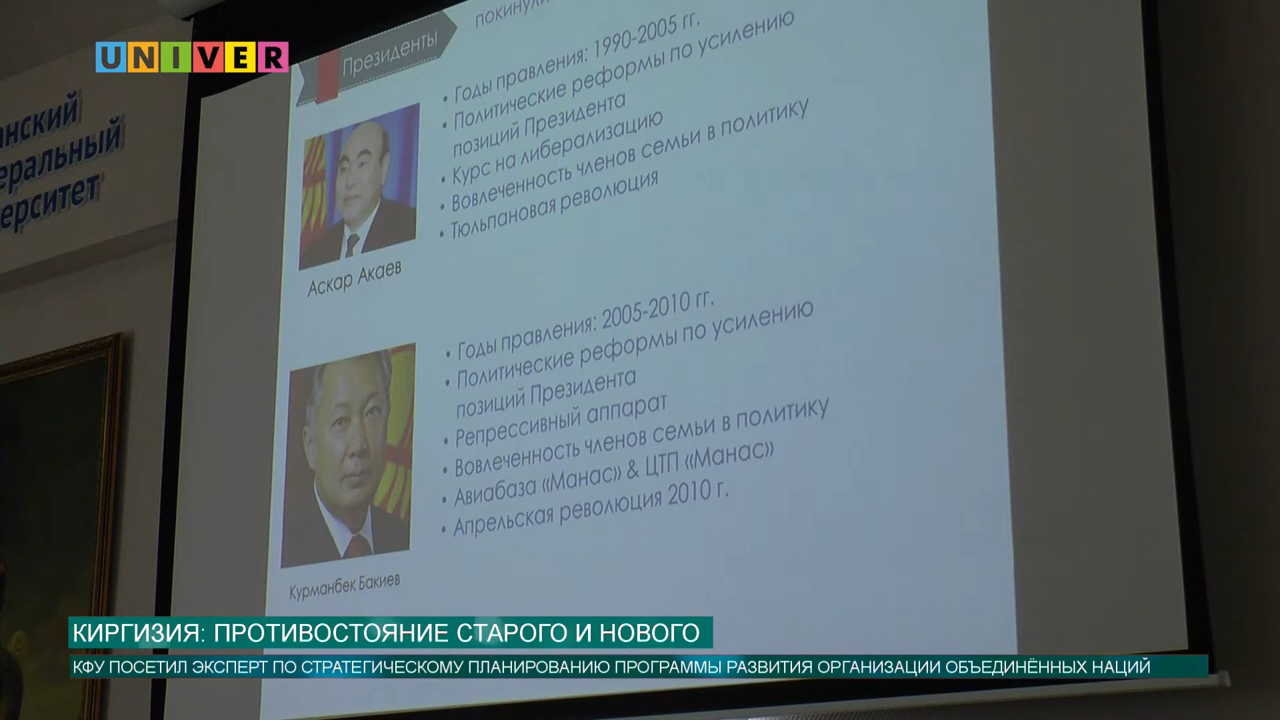 UNIVER
анский
еральный
ерситет
покинули
Президенты
• Годы правления: 1990-2005 гг.
• Политические реформы по усилению
позиций Президента
• Курс на либерализацию
• Вовлеченность членов семьи в политику
• Тюльпановая революция
Аскар Акаев
• Годы правления: 2005-2010 гг.
• Политические реформы по усилению
позиций Президента
• Репрессивный аппарат
• Вовлеченность членов семьи в политику
• Авиабаза «Манас» & ЦТП «Манас»
• Апрельская революция 2010 г.
Курманбек Бакиев
КИРГИЗИЯ: ПРОТИВОСТОЯНИЕ СТАРОГО И НОВОГО
КФУ ПОСЕТИЛ ЭКСПЕРТ ПО СТРАТЕГИЧЕСКОМУ ПЛАНИРОВАНИЮ ПРОГРАММЫ РАЗВИТИЯ ОРГАНИЗАЦИИ ОБЪЕДИНЁННЫХ НАЦИЙ